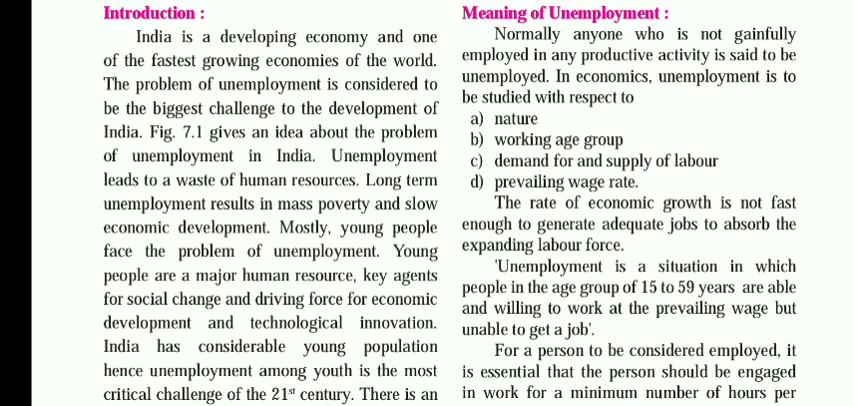 Introduction :
India is a developing economy and one
of the fastest growing economies of the world.
The problem of unemployment is considered to
be the biggest challenge to the development of
India. Fig. 7.1 gives an idea about the problem
of unemployment in India. Unemployment
leads to a waste of human resources. Long term
unemployment results in mass poverty and slow
economic development. Mostly, young people
face the problem of unemployment. Young
people are a major human resource, key agents
for social change and driving force for economic
development and technological innovation.
India has considerable young population
hence unemployment among youth is the most
critical challenge of the 21st century. There is an
Meaning of Unemployment :
Normally anyone who is not gainfully
employed in any productive activity is said to be
unemployed. In economics, unemployment is to
be studied with respect to
a) nature
b) working age group
c) demand for and supply of labour
d) prevailing wage rate.
The rate of economic growth is not fast
enough to generate adequate jobs to absorb the
expanding labour force.
'Unemployment is a situation in which
people in the age group of 15 to 59 years are able
and willing to work at the prevailing wage but
unable to get a job'.
For a person to be considered employed, it
is essential that the person should be engaged
in work for a minimum number of hours per